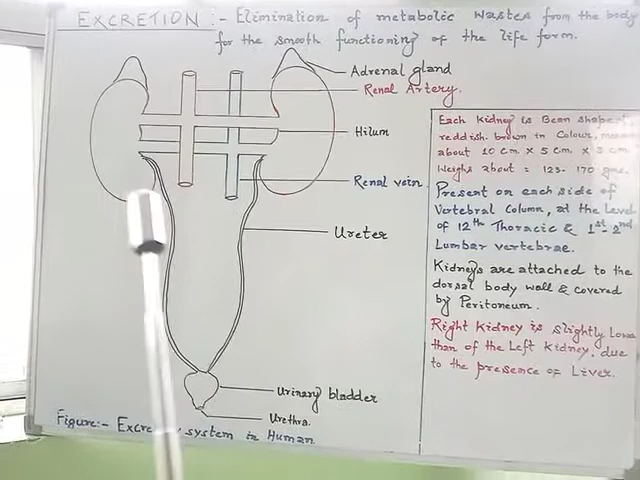 EXCRETION :- Elimination of metabolic wastes from the body
for the smooth functioning of the life form.
Adrenal gland
Renal Artery.
Hilum
Renal vein
Ureter
Urinary bladder
Urethra.
Figure:- system in Human
Each Kidney is Bean shape
reddish brown in Colour,
about 10 Cm. x 5 Cm. x 3 Cm.
Weighs about : 123-170 gms.
Present on each side of
Vertebral Column, at the Level
of 12th Thoracic & 1st-2nd
Lumbar vertebrae.
Kidneys are attached to the
dorsal body wall & covered
by Peritoneum.
Right Kidney is slightly
than of the Left Kidney, due
to the presence of Liver.